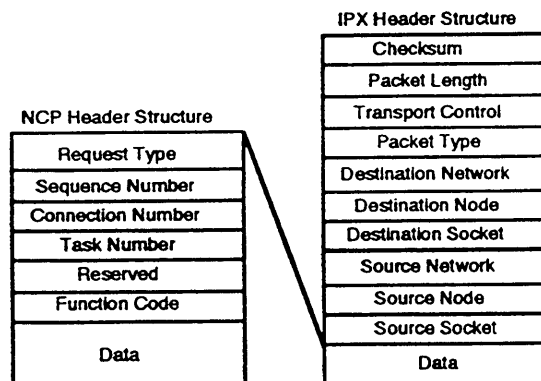 NCP Header Structure
Request Type
Sequence Number
Connection Number
Task Number
Reserved
Function Code
Data
IPX Header Structure
Checksum
Packet Length
Transport Control
Packet Type
Destination Network
Destination Node
Destination Socket
Source Network
Source Node
Source Socket
Data